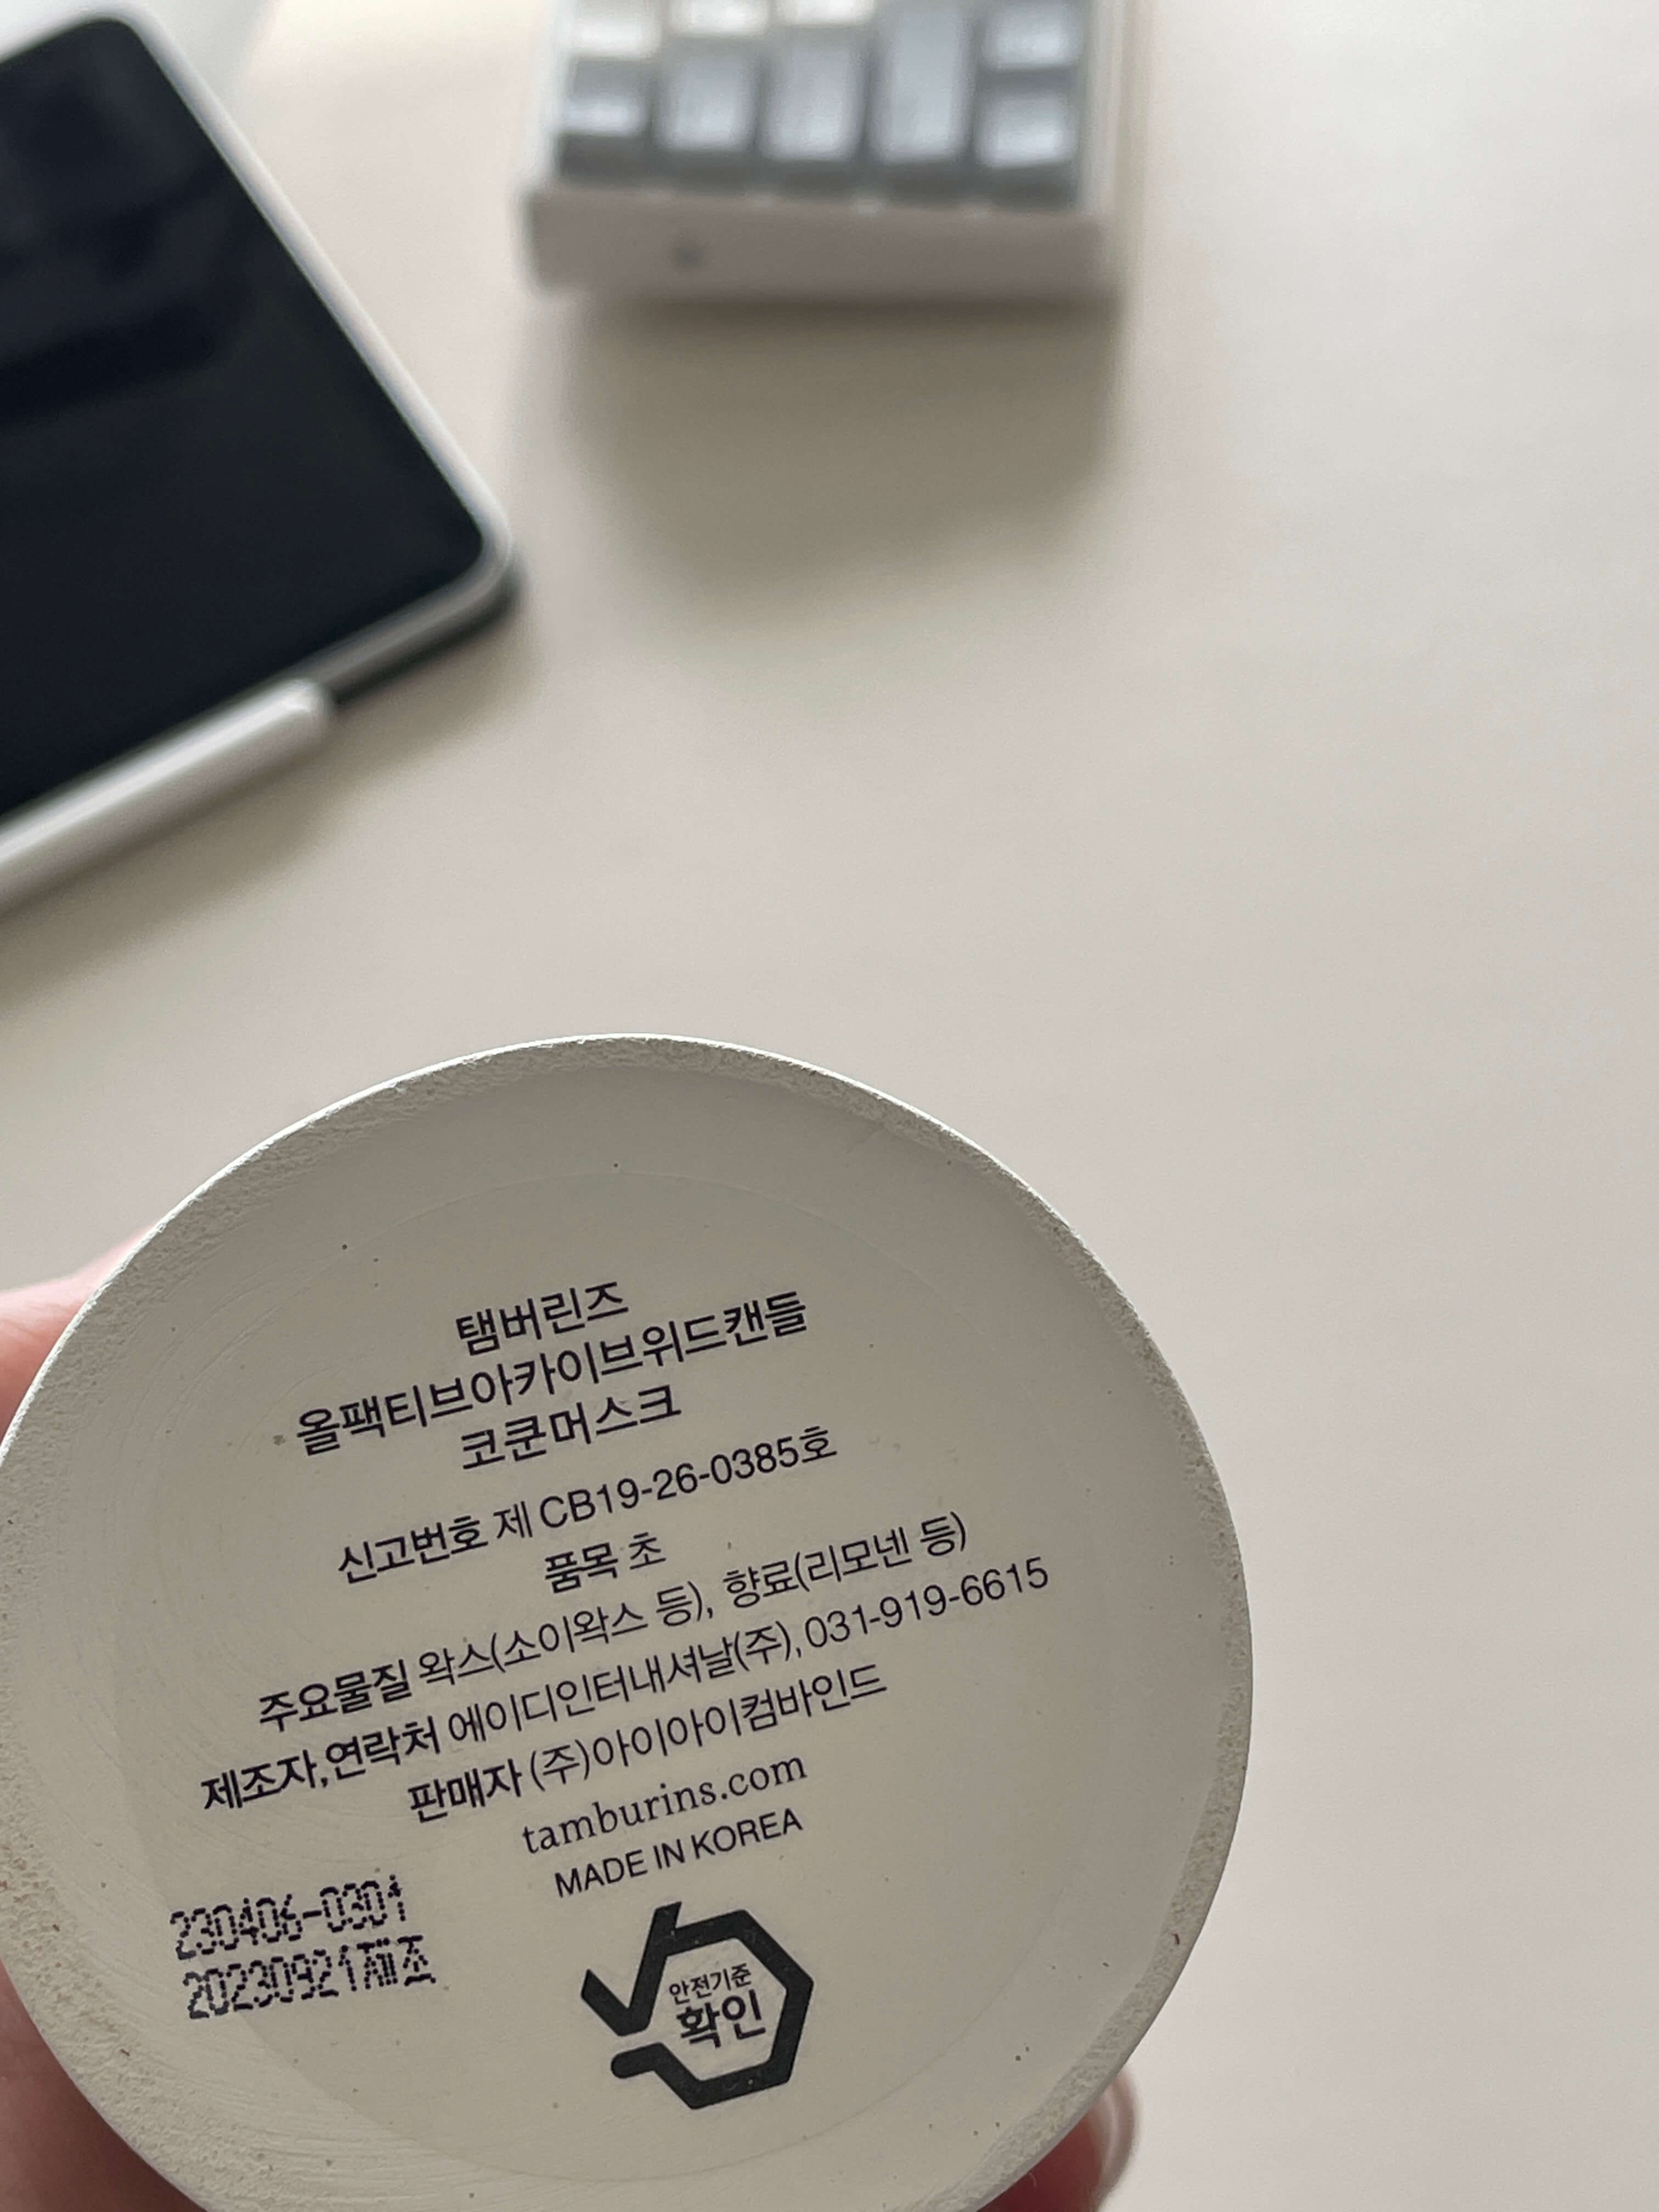 탬버린즈
올팩티브아카이브위드캔들
코쿤머스크
신고번호 제 CB19-26-0385호
품목 초
주요물질 왁스(소이왁스 등), 향료(리모넨 등)
제조자,연락처 에이디인터내셔날(주), 031-919-6615
판매자 (주)아이아이컴바인드
tamburins.com
MADE IN KOREA
230406-0301
20230921제조
안전기준
확인